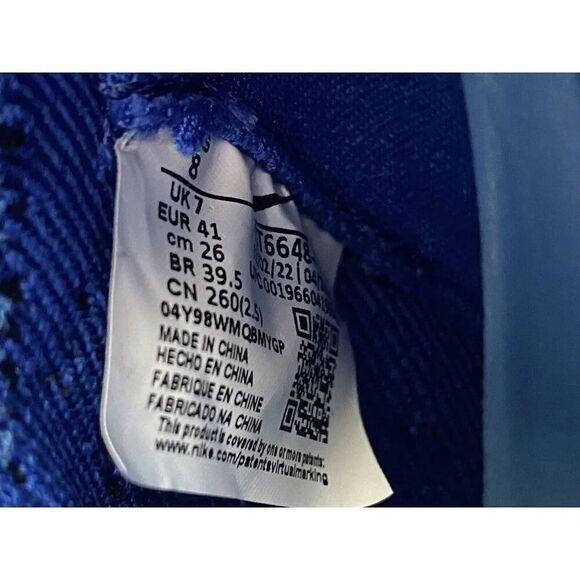 8
UK 7
EUR 41
cm 26
BR 39.5
CN 260(2.5)
04Y98WMQBMYGP
MADE IN CHINA
HECHO EN CHINA
FABRIQUE EN CHINE
FABRICADO NA CHINA
This product is covered by one or more patents:
www.nike.com/patentsvirtualmarking